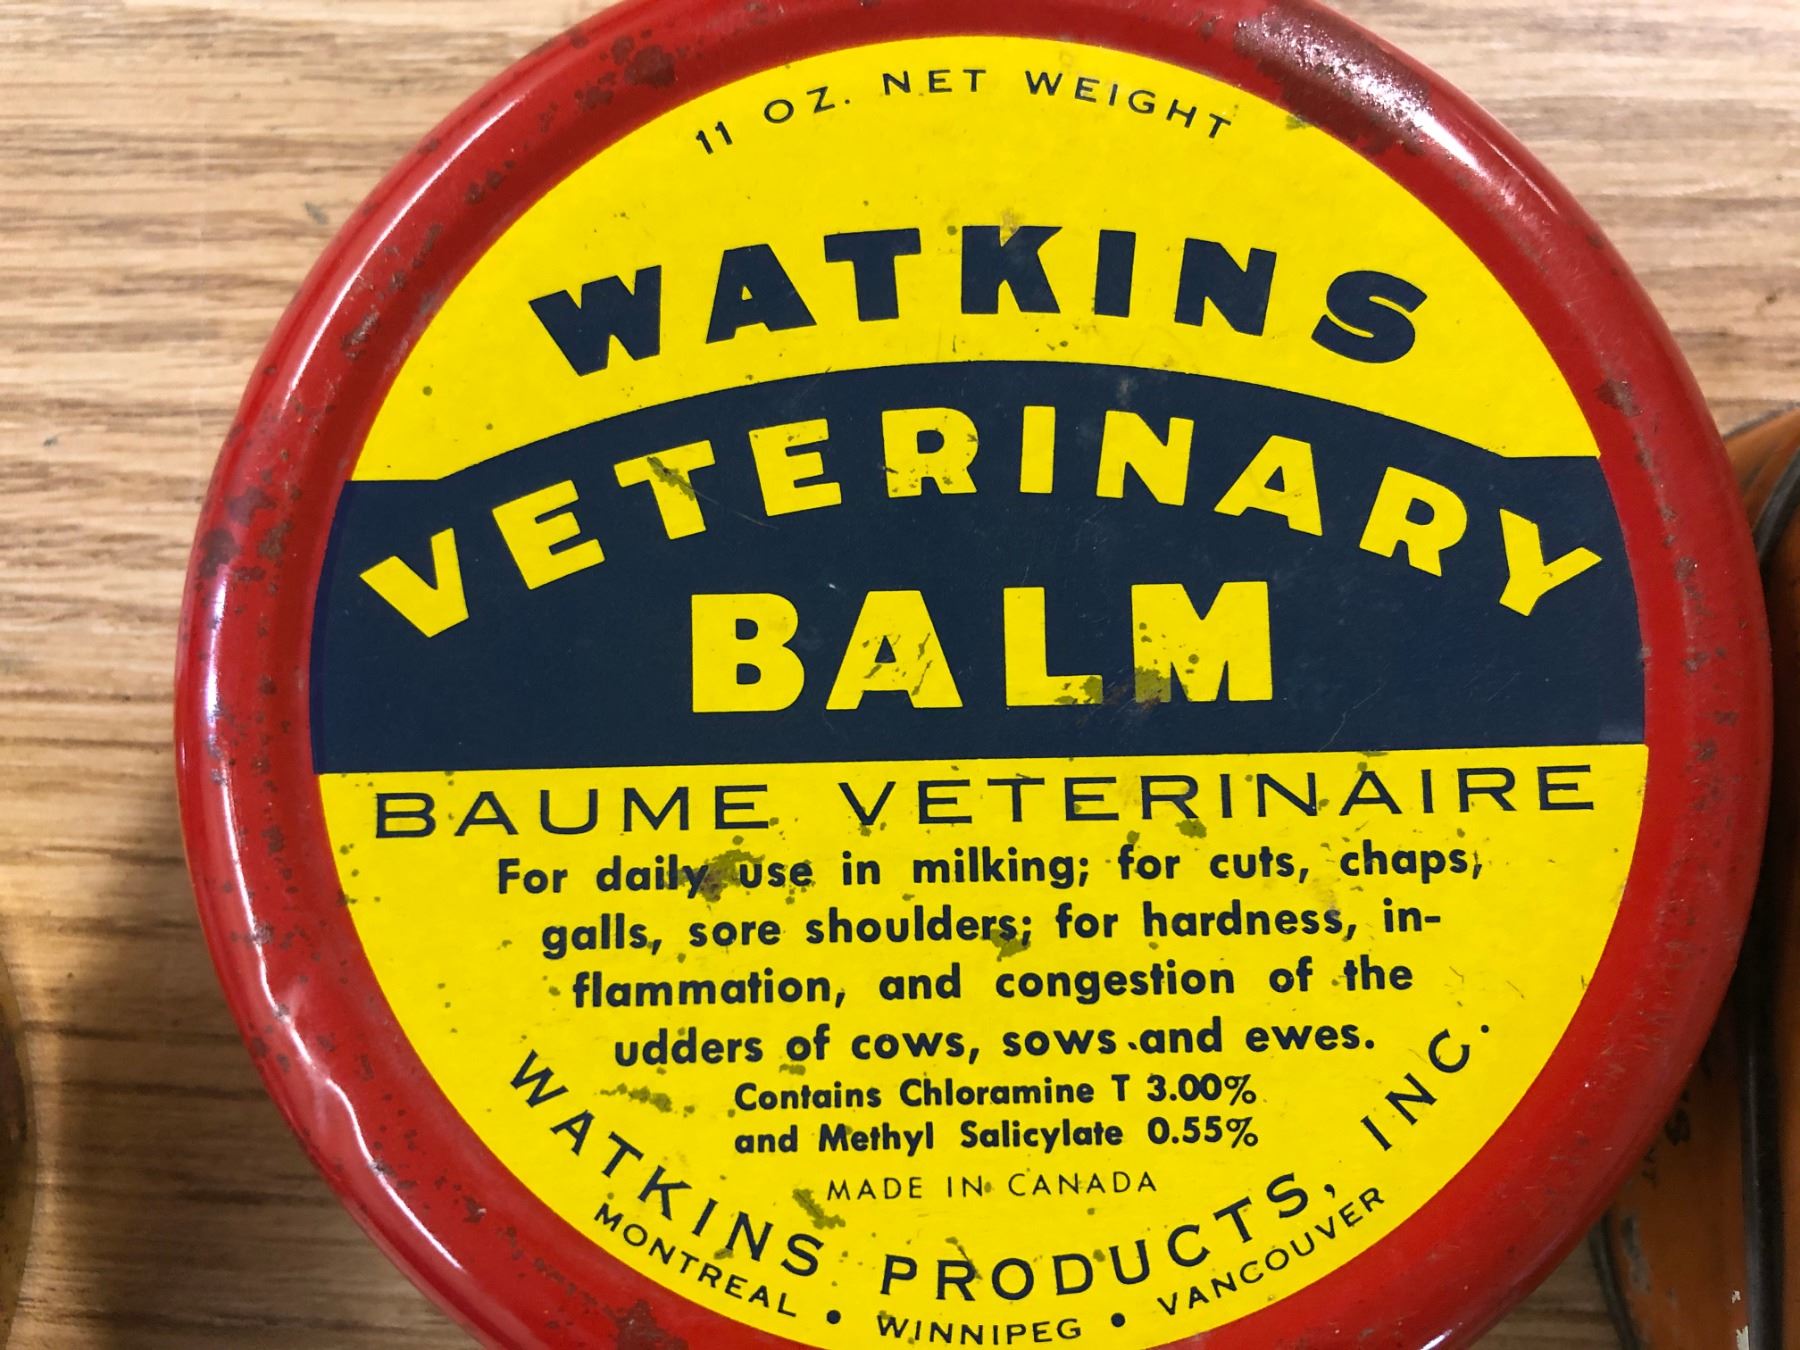 11 OZ. NET WEIGHT
WATKINS
VETERINARY
BALM
BAUME VETERINAIRE
For daily use in milking; for cuts, chaps,
galls, sore shoulders; for hardness, in-
flammation, and congestion of the
udders of cows, sows and ewes.
Contains Chloramine T 3.00%
and Methyl Salicylate 0.55%
MADE IN CANADA
WATKINS PRODUCTS, INC.
MONTREAL • WINNIPEG • VANCOUVER